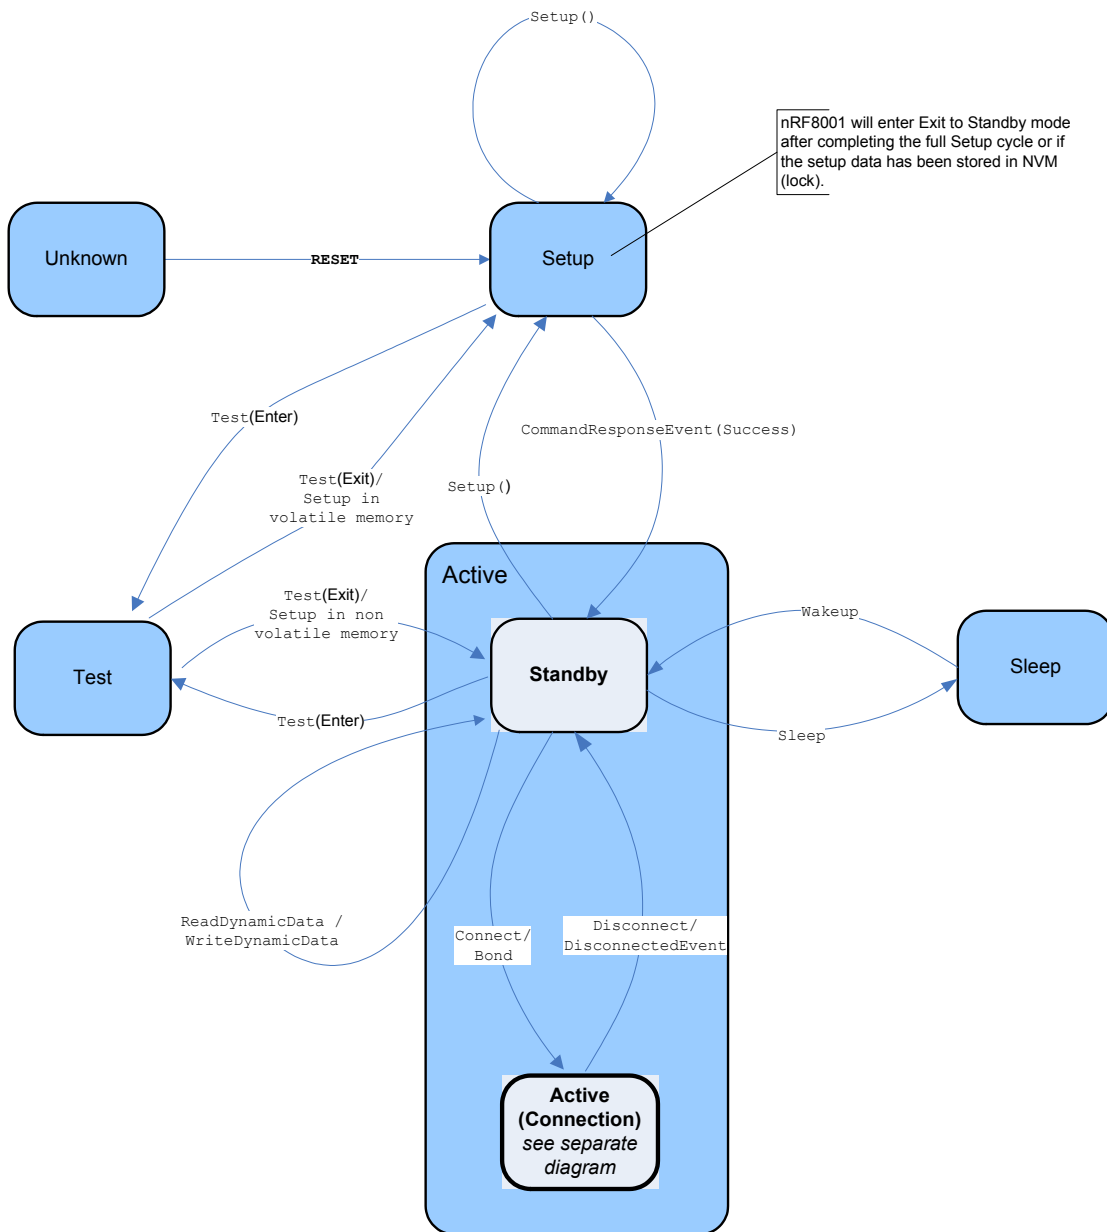 Setup()
nRF8001 will enter Exit to Standby mode
after completing the full Setup cycle or if
the setup data has been stored in NVM
(lock).
Unknown
RESET
Setup
Test(Enter)
CommandResponseEvent(Success)
Test(Exit)/
Setup in
volatile memory
Setup()
Active
Test(Exit)/
Setup in non
volatile memory
Wakeup
Test
Standby
Sleep
Test(Enter)
Sleep
ReadDynamicData /
WriteDynamicData
Connect/
Bond
Disconnect/
DisconnectedEvent
Active
(Connection)
see separate
diagram